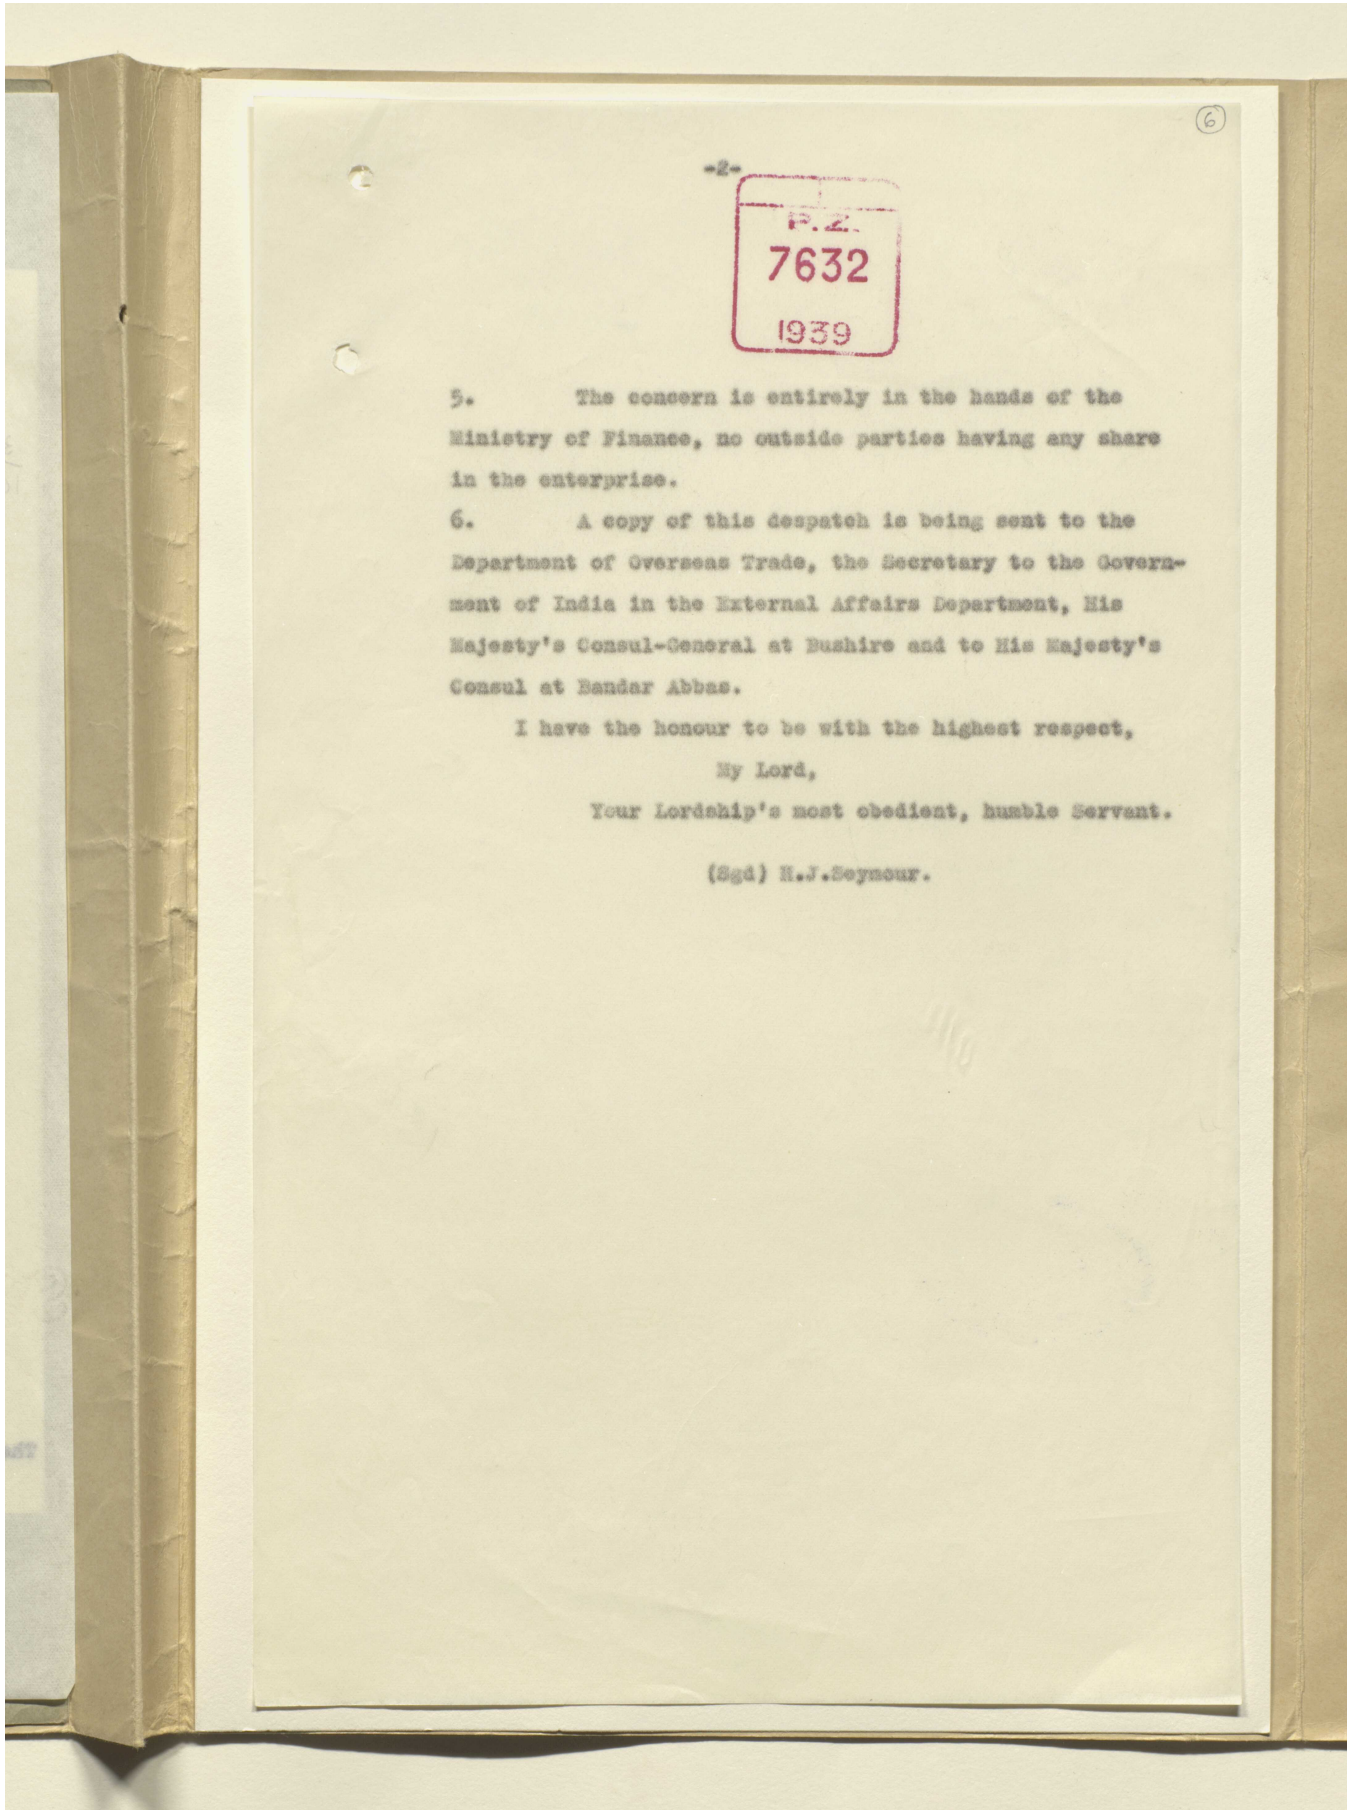 6
-2-
P.Z.
7632
1939
5. The concern is entirely in the hands of the
Ministry of Finance, no outside parties having any share
in the enterprise.
6. A copy of this despatch is being sent to the
Department of Overseas Trade, the Secretary to the Govern-
ment of India in the External Affairs Department, His
Majesty's Consul-General at Bushire and to His Majesty's
Consul at Bandar Abbas.
I have the honour to be with the highest respect,
My Lord,
Your Lordship's most obedient, humble Servant.
(Sgd) H.J.Seymour.